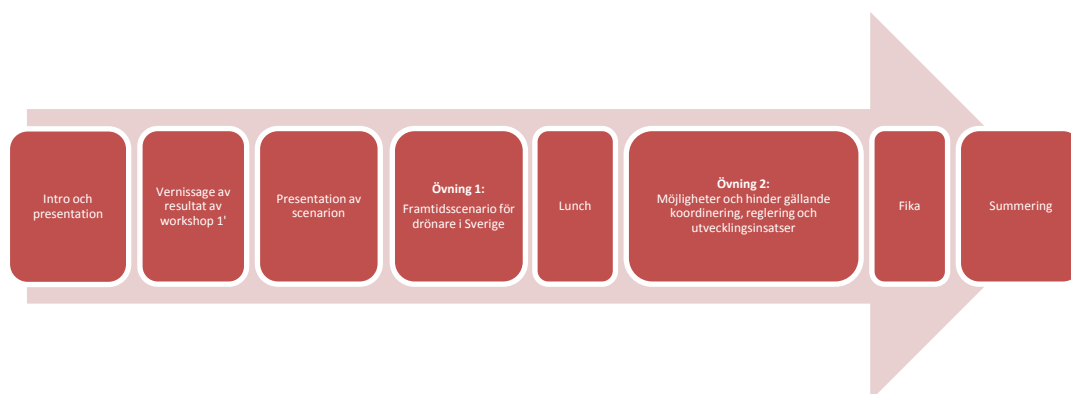 Intro och
presentation
Vernissage av
resultat av
workshop 1'
Presentation av
scenarion
Övning 1:
Framtidsscenario för
drönare i Sverige
Lunch
Övning 2:
Möjligheter och hinder gällande
koordinering, reglering och
utvecklingsinsatser
Fika
Summering